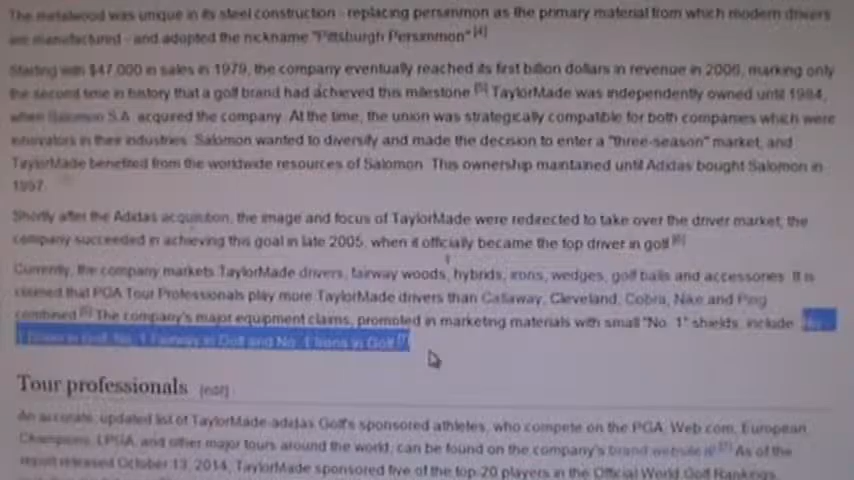 The metalwood was unique in its steel construction - replacing persimmon as the primary material from which modern drivers
are manufactured - and adopted the nickname "Pittsburgh Persimmon" [4]
Starting with $47,000 in sales in 1979, the company eventually reached its first billion dollars in revenue in 2006, marking only
the second time in history that a golf brand had achieved this milestone [5] TaylorMade was independently owned until 1984,
when Salomon S.A. acquired the company. At the time, the union was strategically compatible for both companies which were
innovators in their industries. Salomon wanted to diversify and made the decision to enter a "three-season" market, and
TaylorMade benefited from the worldwide resources of Salomon. This ownership maintained until Adidas bought Salomon in
1997.
Shortly after the Adidas acquisition, the image and focus of TaylorMade were redirected to take over the driver market; the
company succeeded in achieving this goal in late 2005, when it officially became the top driver in golf [6]
Currently, the company markets TaylorMade drivers, fairway woods, hybrids, irons, wedges, golf balls and accessories. It is
claimed that PGA Tour Professionals play more TaylorMade drivers than Callaway, Cleveland, Cobra, Nike and Ping
combined [6] The company's major equipment claims, promoted in marketing materials with small "No. 1" shields, include No.
1 Driver in Golf, No. 1 Fairway in Golf and No. 1 Irons in Golf [7]
Tour professionals [edit]
An accurate, updated list of TaylorMade-adidas Golf's sponsored athletes, who compete on the PGA, Web.com, European,
Champions, LPGA, and other major tours around the world, can be found on the company's brand website [7] As of the
report released October 13, 2014, TaylorMade sponsored five of the top 20 players in the Official World Golf Rankings,